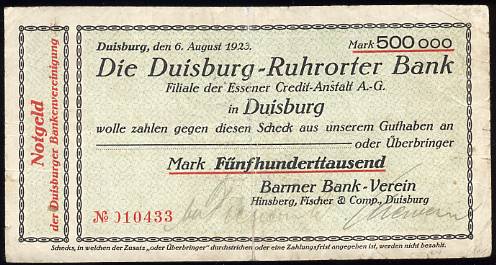 Notgeld
der Duisburger Bankenvereinigung
Duisburg, den 6. August 1923.
Mark 500000
Die Duisburg-Ruhrorter Bank
Filiale der Essener Credit-Anstalt A.-G.
in Duisburg
wolle zahlen gegen diesen Scheck aus unserem Guthaben an
oder Überbringer
Mark Fünfhunderttausend
Barmer Bank-Verein
Hinsberg, Fischer & Comp., Duisburg
№ 010433
Schecks, in welchen der Zusatz „oder Überbringer" durchstrichen oder eine Zahlungsfrist angegeben ist, werden nicht bezahlt.